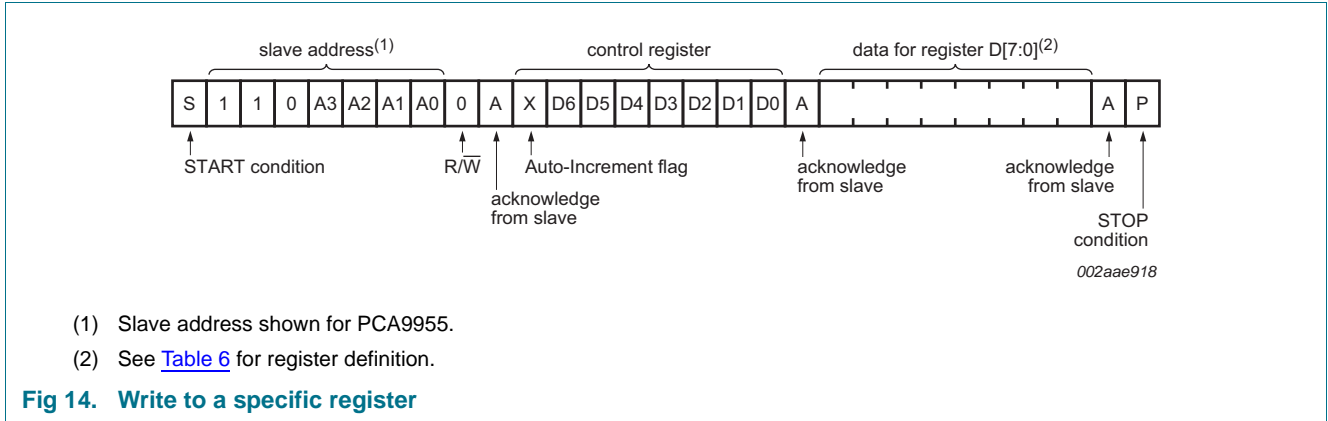 slave address(1) control register data for register D[7:0](2)
S 1 1 0 A3 A2 A1 A0 0 A X D6 D5 D4 D3 D2 D1 D0 A A P
START condition R/W̅ Auto-Increment flag acknowledge from slave acknowledge from slave
acknowledge from slave
STOP condition
002aae918
(1) Slave address shown for PCA9955.
(2) See Table 6 for register definition.
Fig 14. Write to a specific register